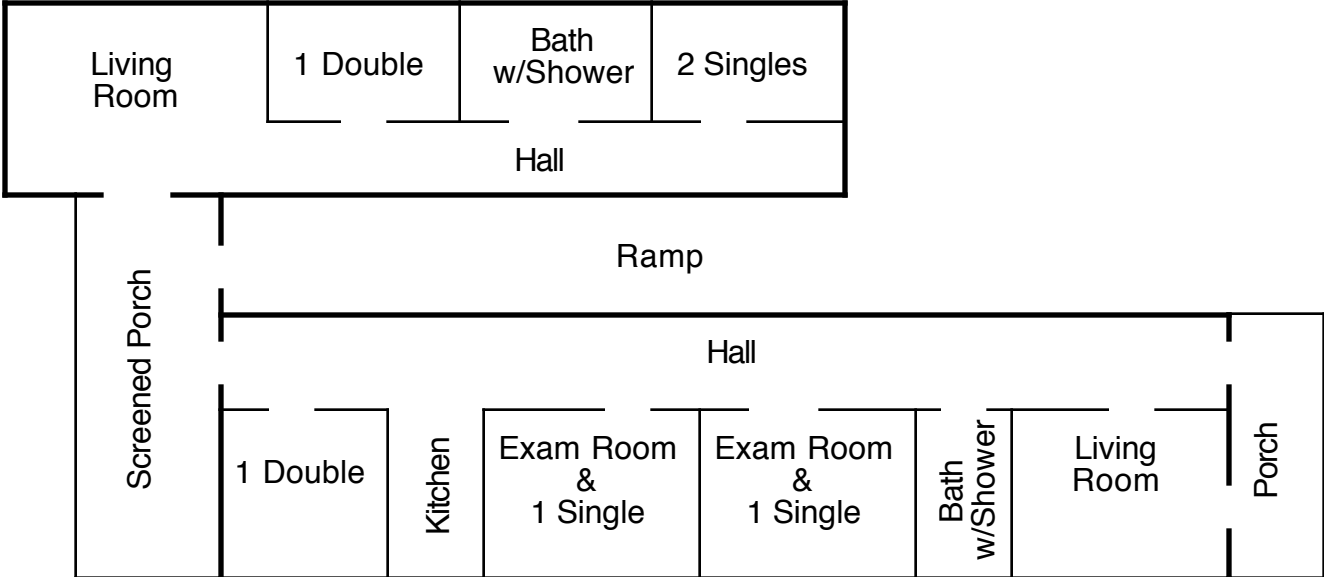 Living
Room
1 Double
Bath
w/Shower
2 Singles
Hall
Ramp
Screened Porch
Hall
1 Double
Kitchen
Exam Room
&
1 Single
Exam Room
&
1 Single
Bath
w/Shower
Living
Room
Porch